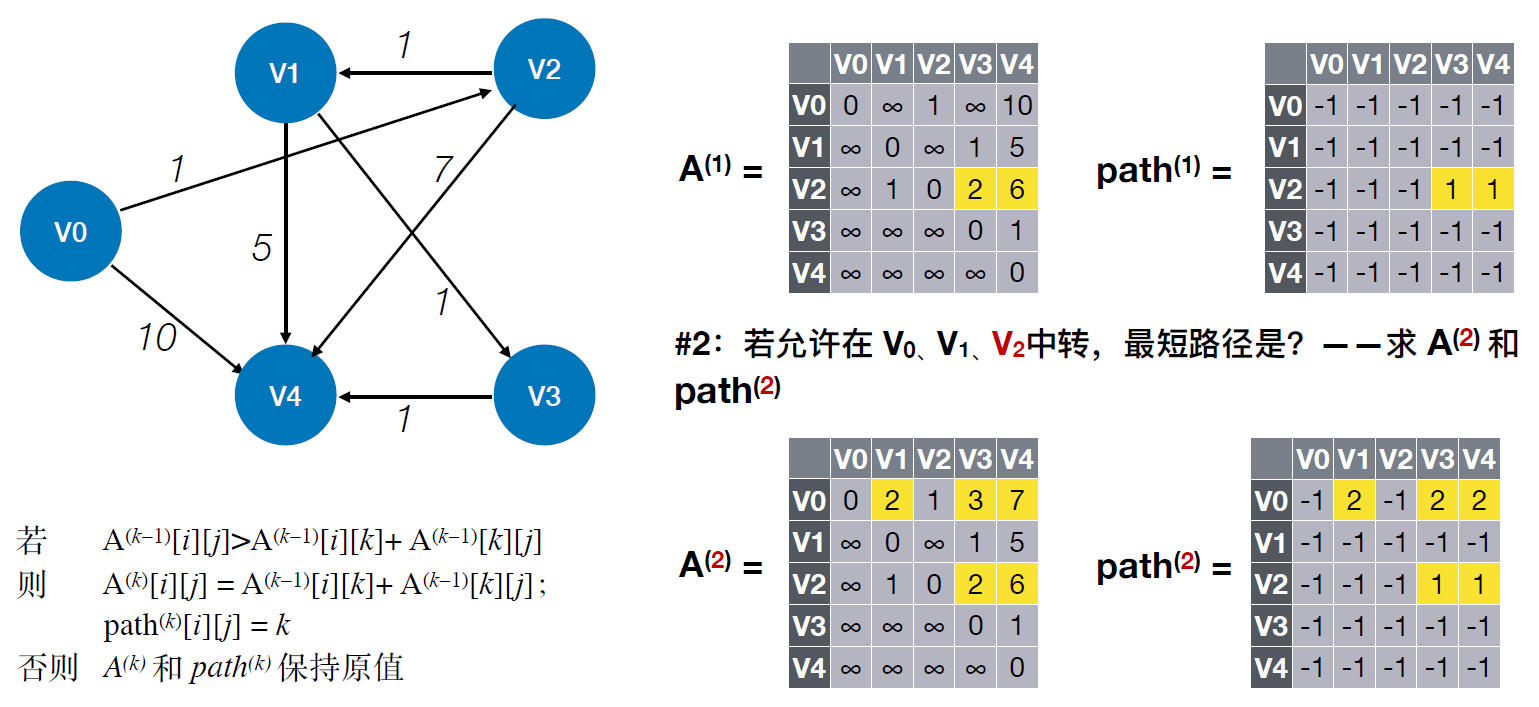 V1
V2
V0
V4
V3
1
1
7
5
1
10
1
A(1) =
V0 V1 V2 V3 V4
V0 0 ∞ 1 ∞ 10
V1 ∞ 0 ∞ 1 5
V2 ∞ 1 0 2 6
V3 ∞ ∞ ∞ 0 1
V4 ∞ ∞ ∞ ∞ 0
path(1) =
V0 V1 V2 V3 V4
V0 -1 -1 -1 -1 -1
V1 -1 -1 -1 -1 -1
V2 -1 -1 -1 1 1
V3 -1 -1 -1 -1 -1
V4 -1 -1 -1 -1 -1
#2：若允许在 V0、V1、V2中转，最短路径是？——求 A(2) 和
path(2)
A(2) =
V0 V1 V2 V3 V4
V0 0 2 1 3 7
V1 ∞ 0 ∞ 1 5
V2 ∞ 1 0 2 6
V3 ∞ ∞ ∞ 0 1
V4 ∞ ∞ ∞ ∞ 0
path(2) =
V0 V1 V2 V3 V4
V0 -1 2 -1 2 2
V1 -1 -1 -1 -1 -1
V2 -1 -1 -1 1 1
V3 -1 -1 -1 -1 -1
V4 -1 -1 -1 -1 -1
若 A(k–1)[i][j]>A(k–1)[i][k]+ A(k–1)[k][j]
则 A(k)[i][j] = A(k–1)[i][k]+ A(k–1)[k][j] ;
path(k)[i][j] = k
否则 A(k) 和 path(k) 保持原值